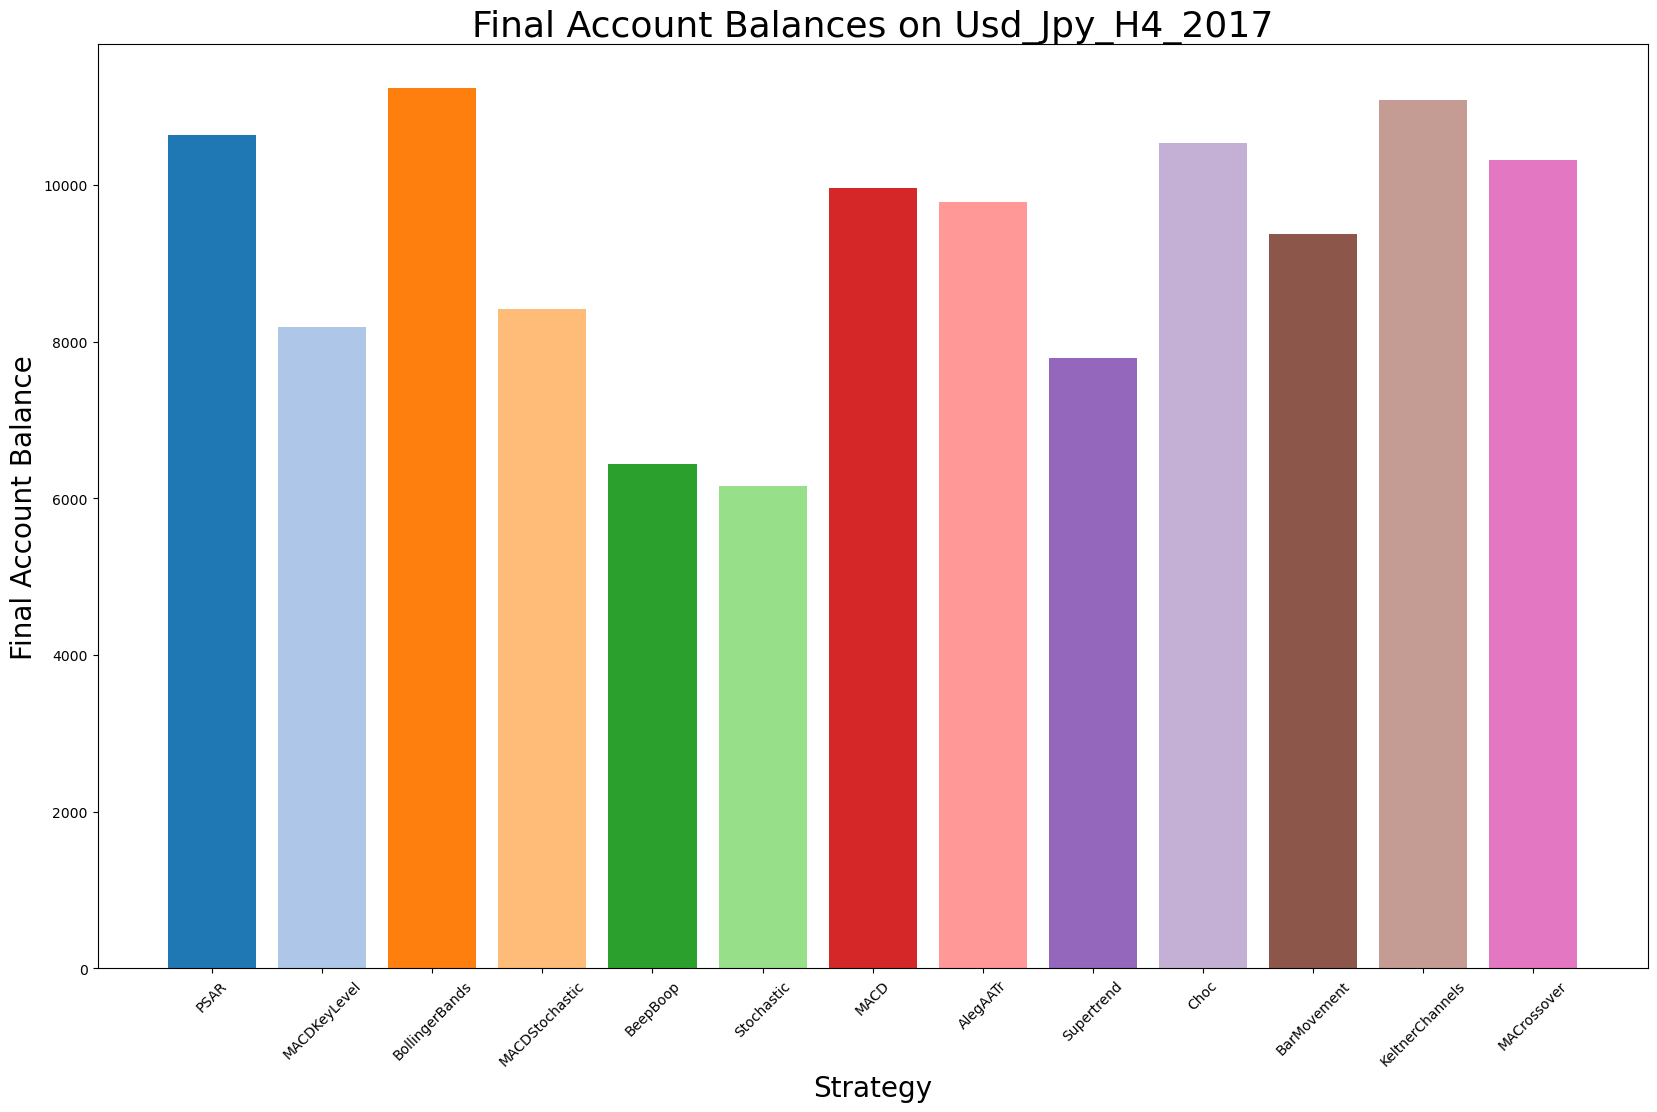 Final Account Balances on Usd_Jpy_H4_2017
Final Account Balance
10000
8000
6000
4000
2000
0
PSAR
MACDKeyLevel
BollingerBands
MACDStochastic
BeepBoop
Stochastic
MACD
AlegAATr
Supertrend
Choc
BarMovement
KeltnerChannels
MACrossover
Strategy